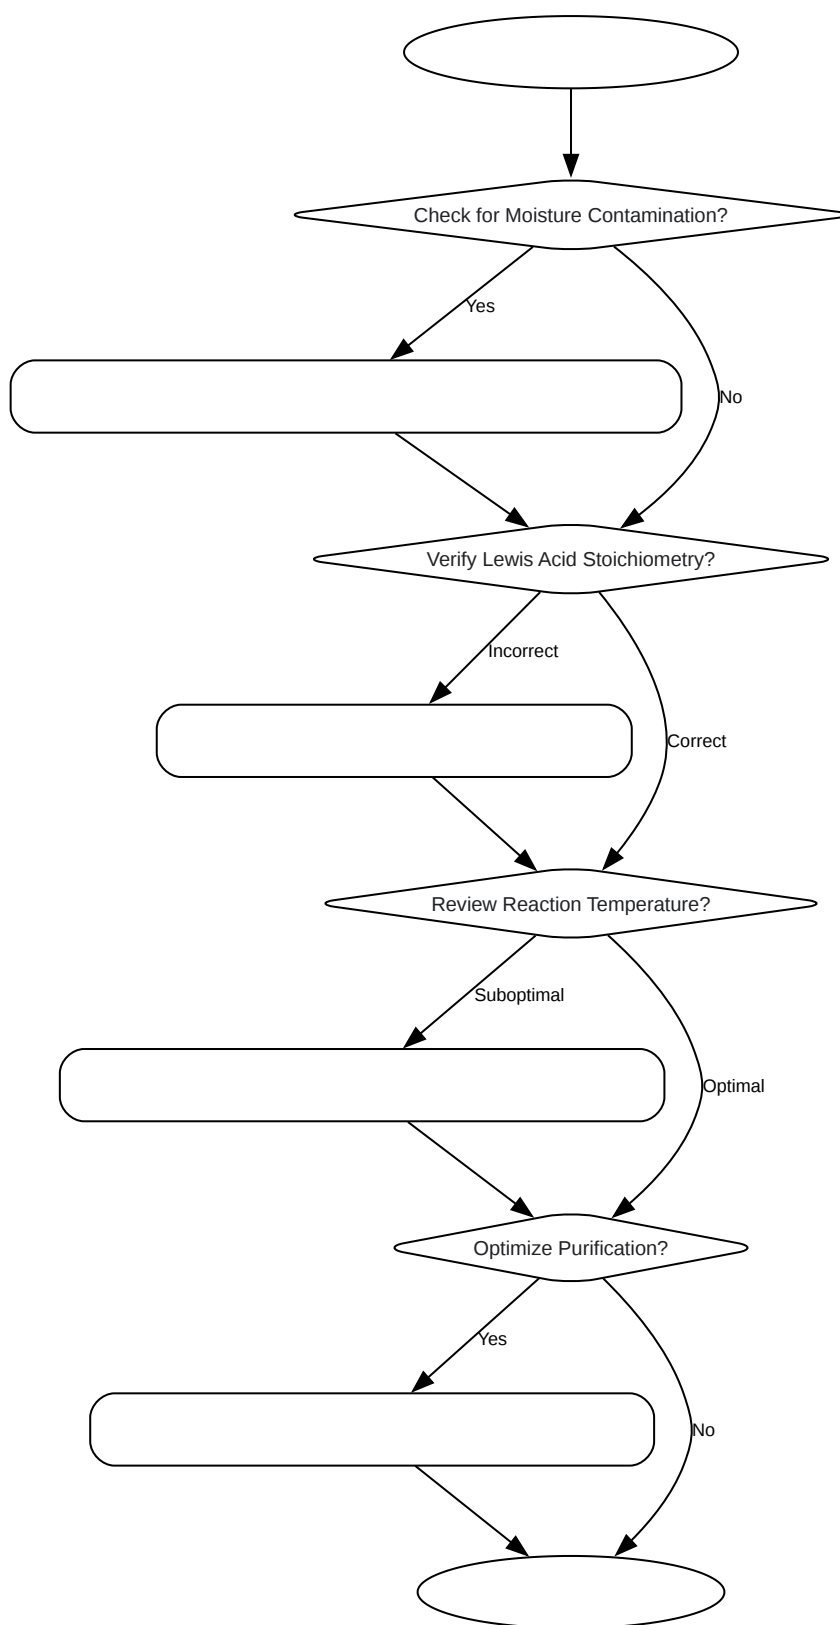 Check for Moisture Contamination?
Yes
No
Verify Lewis Acid Stoichiometry?
Incorrect
Correct
Review Reaction Temperature?
Suboptimal
Optimal
Optimize Purification?
Yes
No